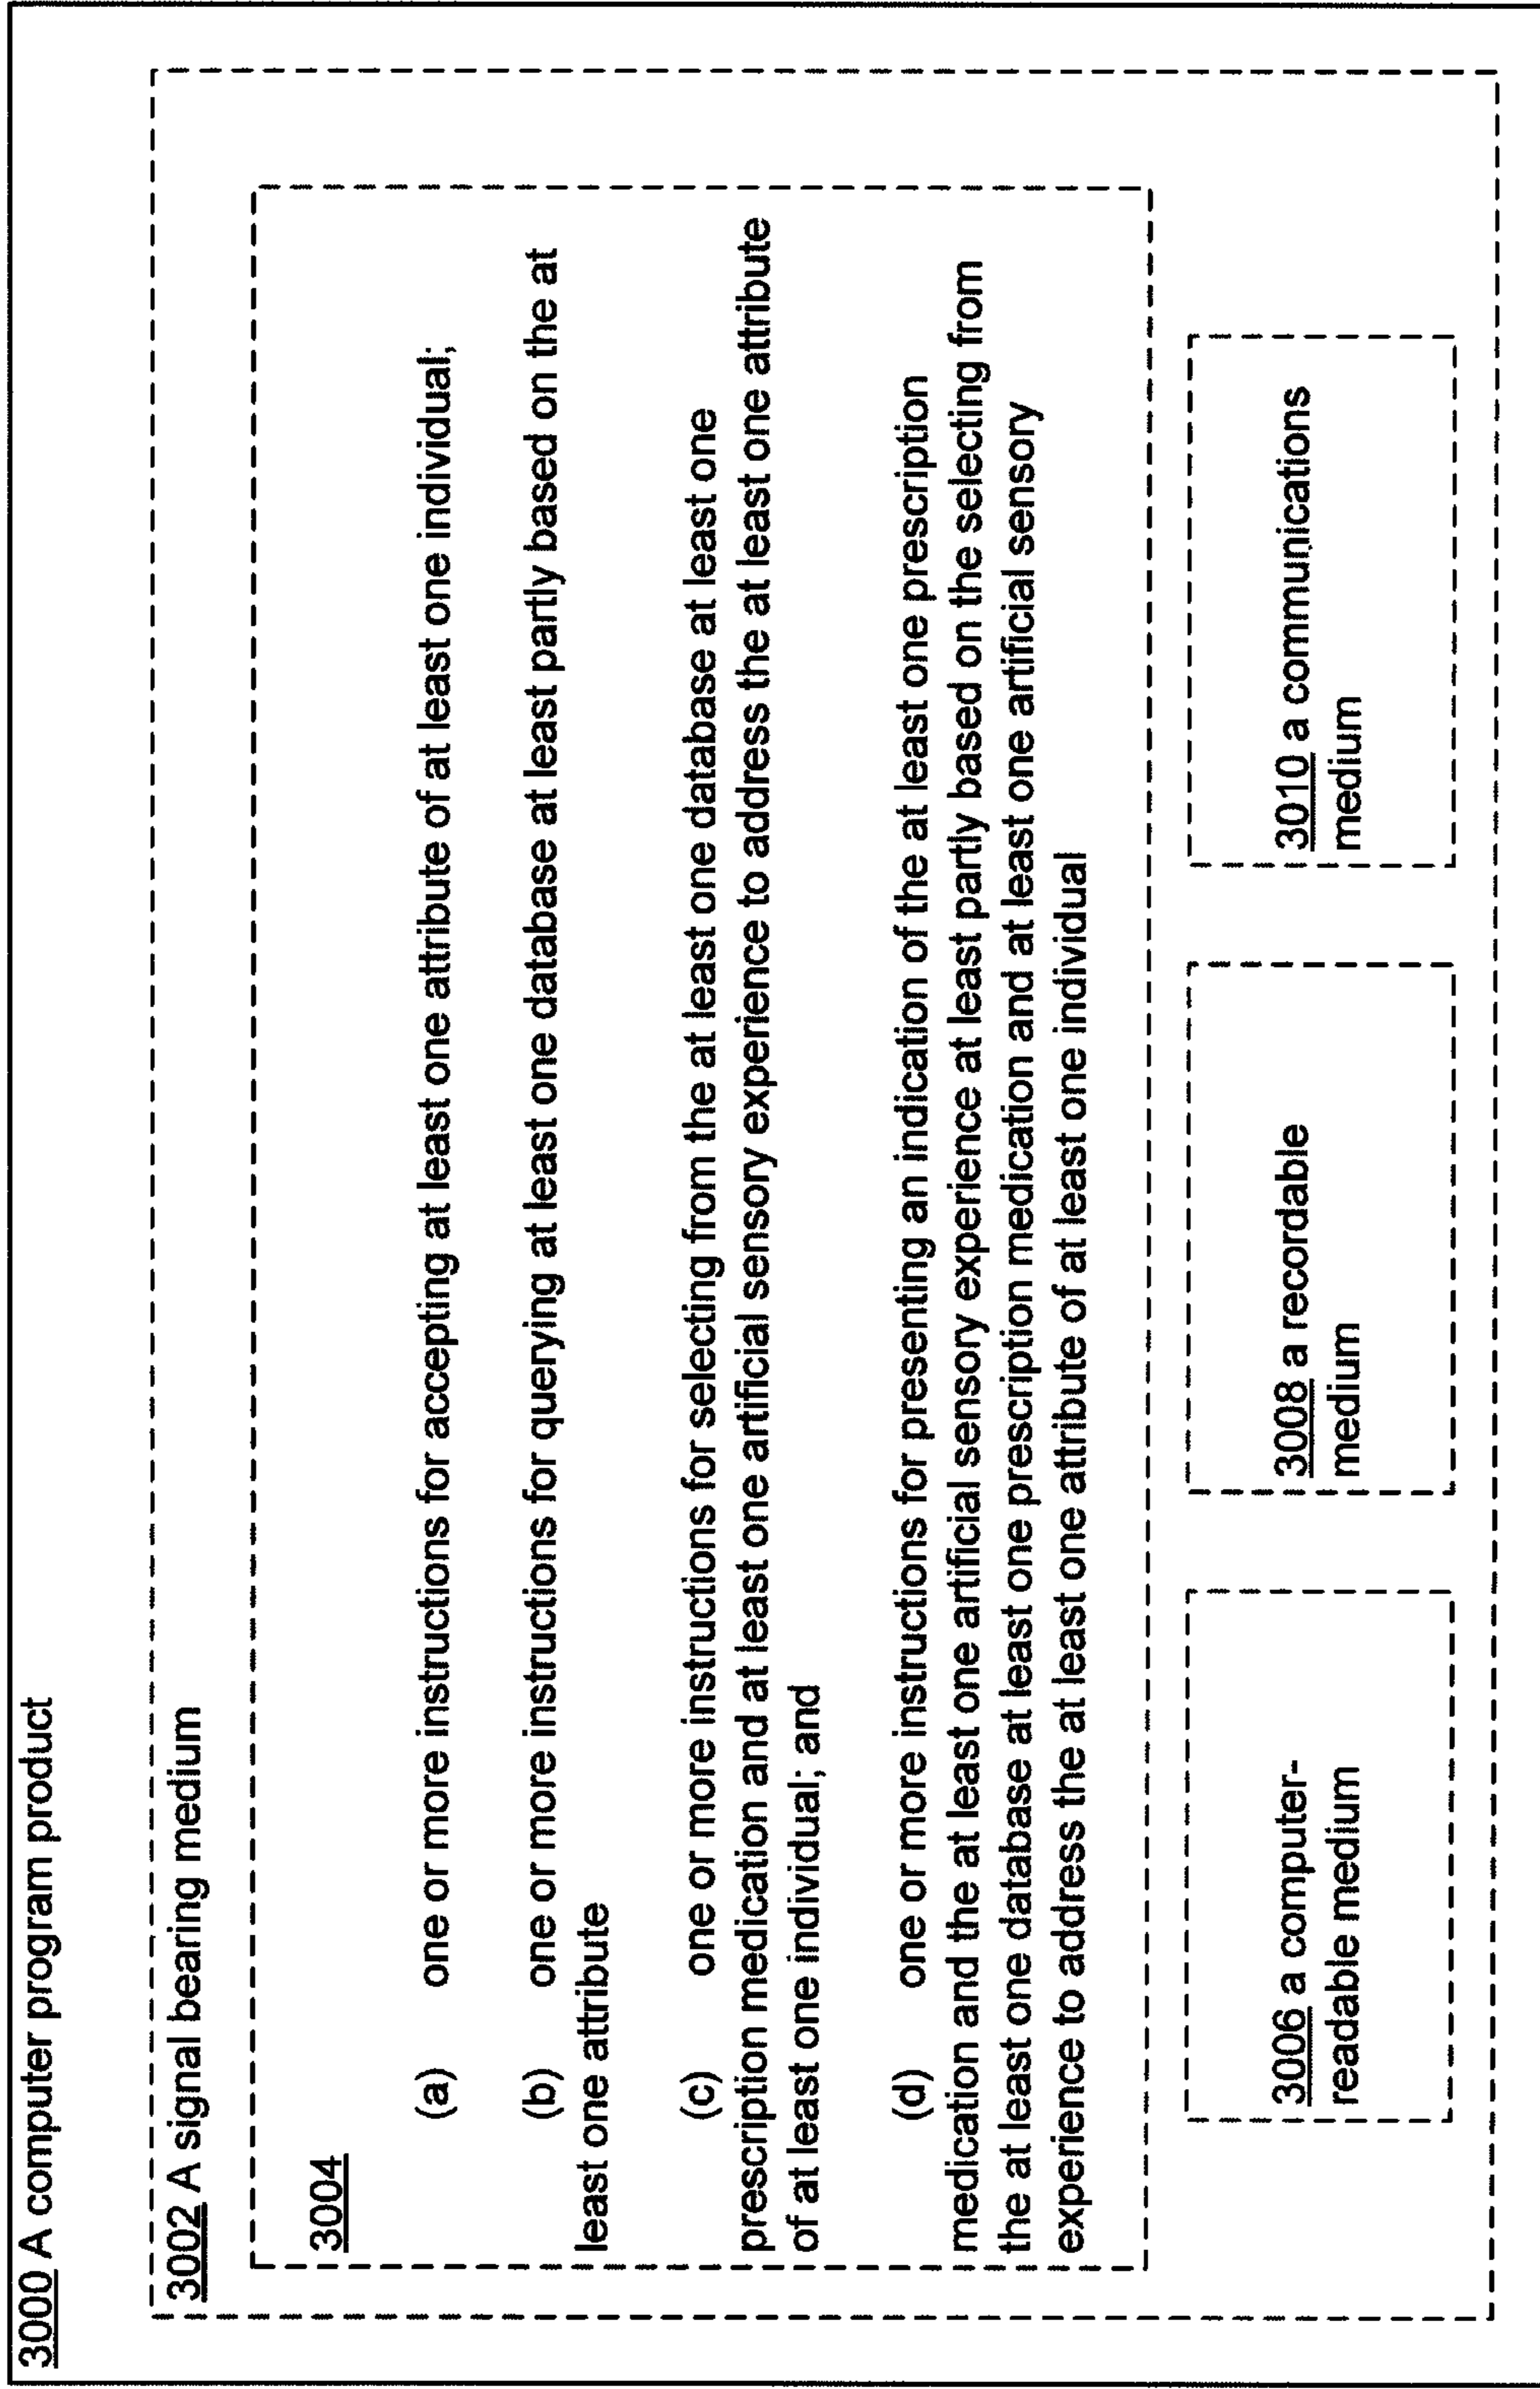 3000 A computer program product
3002 A signal bearing medium
3004
(a) one or more instructions for accepting at least one attribute of at least one individual;
(b) one or more instructions for querying at least one database at least partly based on the at
least one attribute
(c) one or more instructions for selecting from the at least one database at least one
prescription medication and at least one artificial sensory experience to address the at least one attribute
of at least one individual; and
(d) one or more instructions for presenting an indication of the at least one prescription
medication and the at least one artificial sensory experience at least partly based on the selecting from
the at least one database at least one prescription medication and at least one artificial sensory
experience to address the at least one attribute of at least one individual
3006 a computer-
readable medium
3008 a recordable
medium
3010 a communications
medium